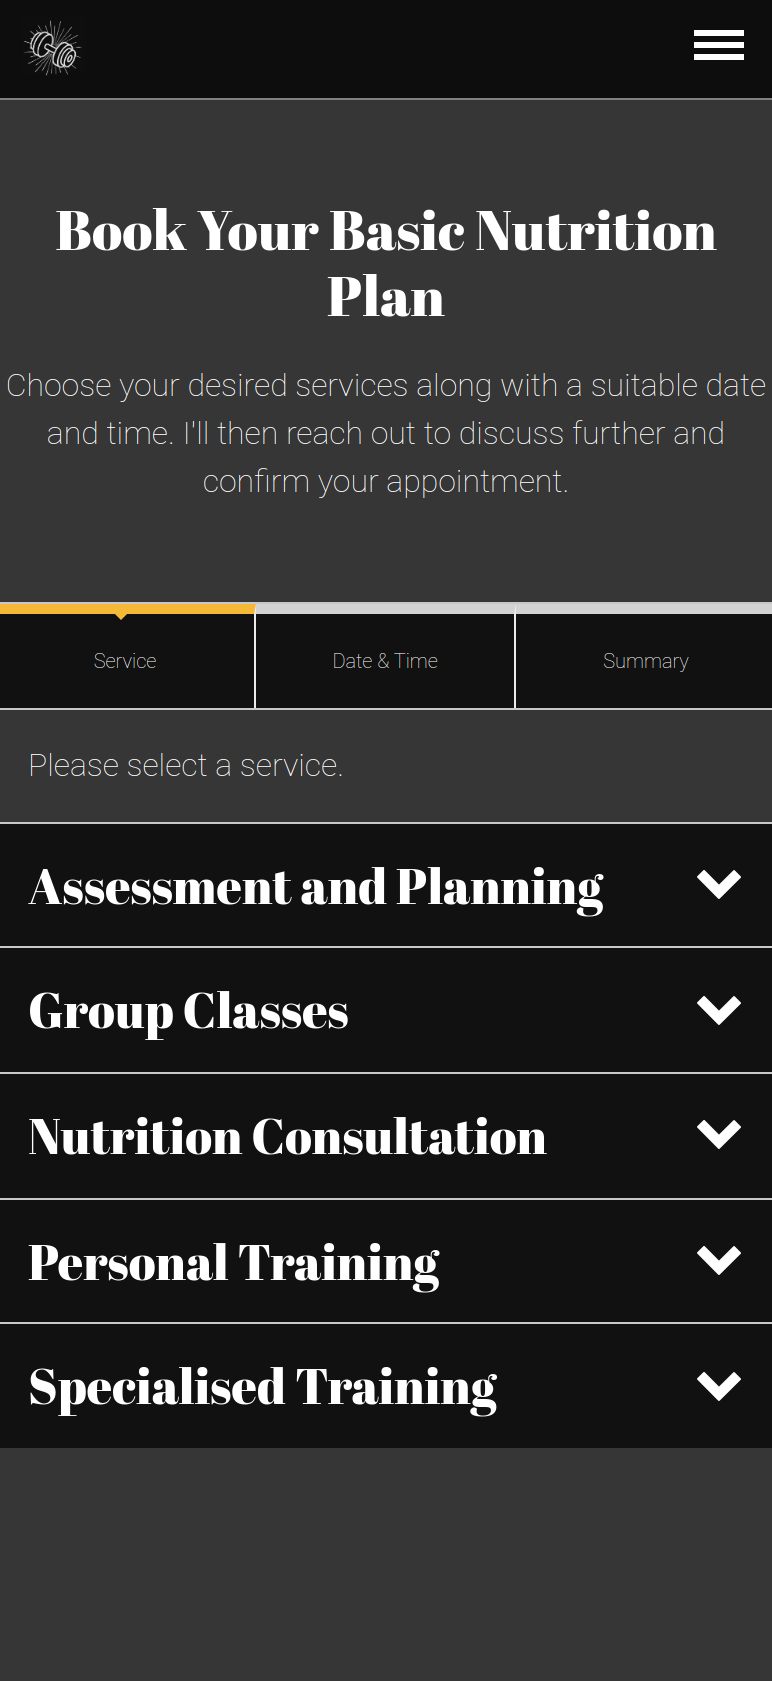 Book Your Basic Nutrition
Plan
Choose your desired services along with a suitable date
and time. I'll then reach out to discuss further and
confirm your appointment.
Service
Date & Time
Summary
Please select a service.
Assessment and Planning
Group Classes
Nutrition Consultation
Personal Training
Specialised Training